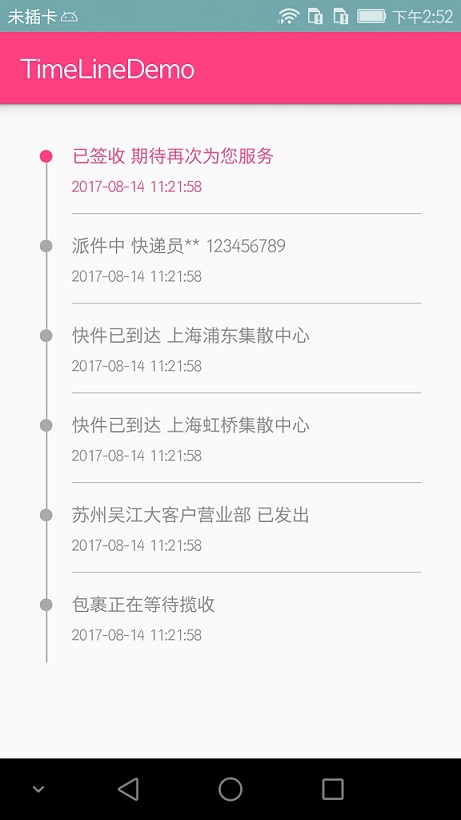 未插卡 下午2:52
TimeLineDemo
已签收 期待再次为您服务
2017-08-14 11:21:58
派件中 快递员** 123456789
2017-08-14 11:21:58
快件已到达 上海浦东集散中心
2017-08-14 11:21:58
快件已到达 上海虹桥集散中心
2017-08-14 11:21:58
苏州吴江大客户营业部 已发出
2017-08-14 11:21:58
包裹正在等待揽收
2017-08-14 11:21:58